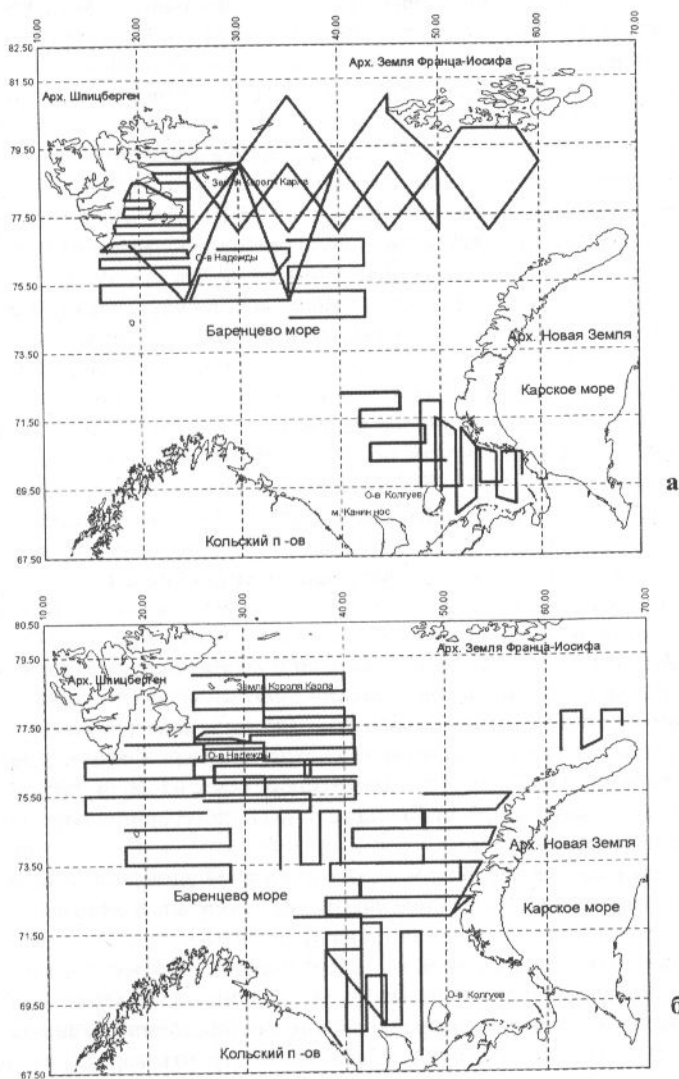 10.00 20.00 30.00 40.00 50.00 60.00 70.00
82.50
Арх. Земля Франца-Иосифа
81.50
Арх. Шпицберген
79.50
Земля Короля Карла
77.50
О-в Надежды
75.50
Баренцево море
Арх. Новая Земля
73.50
Карское море
71.50
а
О-в Колгуев
69.50
м. Канин нос
Кольский п -ов
67.50
10.00 20.00 30.00 40.00 50.00 60.00 70.00
80.50
Арх. Земля Франца-Иосифа
79.50
Арх. Шпицберген
Земля Короля Карла
77.50
О-в Надежды
75.50
Арх. Новая Земля
73.50
Баренцево море
Карское море
71.50
О-в Колгуев
69.50
б
Кольский п -ов
67.50